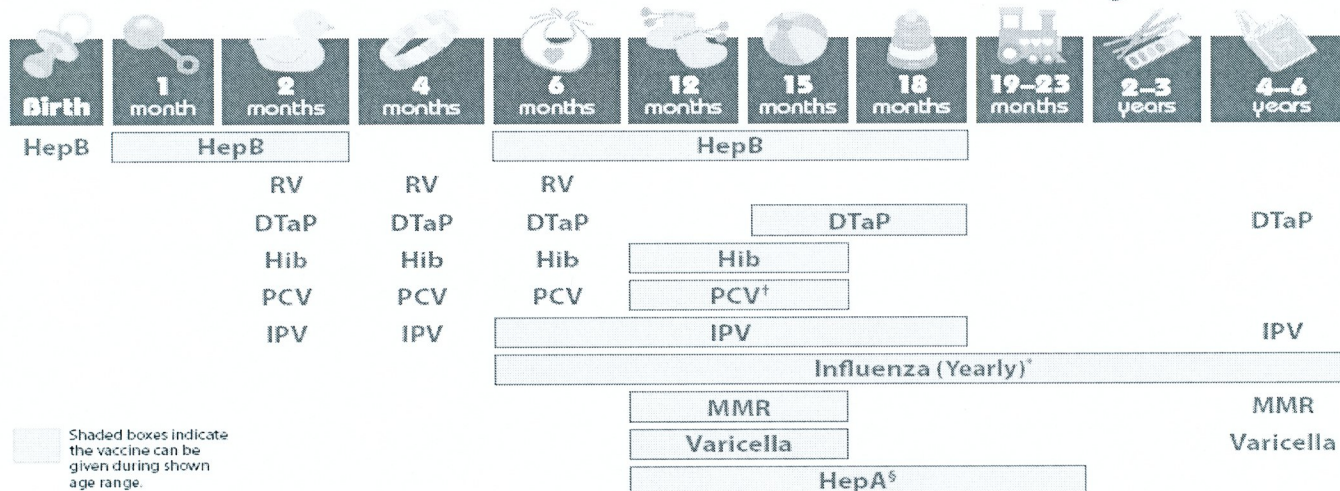 Birth
1 month
2 months
4 months
6 months
12 months
15 months
18 months
19–23 months
2–3 years
4–6 years
HepB HepB HepB
RV RV RV
DTaP DTaP DTaP DTaP DTaP
Hib Hib Hib Hib
PCV PCV PCV PCV†
IPV IPV IPV IPV
Influenza (Yearly)*
MMR MMR
Varicella Varicella
HepA§
Shaded boxes indicate
the vaccine can be
given during shown
age range.